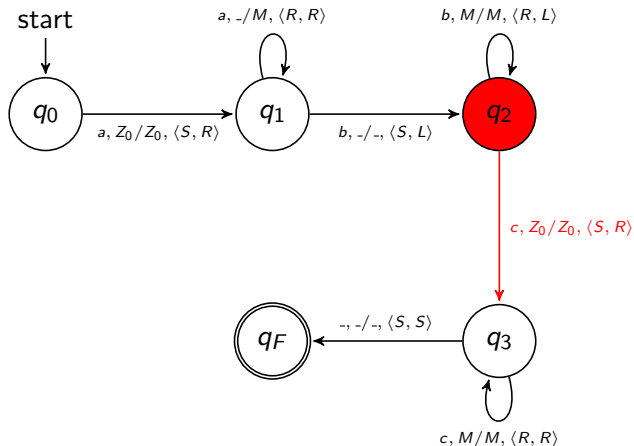 start
a, _/M, ⟨R, R⟩
b, M/M, ⟨R, L⟩
q0
q1
q2
a, Z0/Z0, ⟨S, R⟩
b, _/_, ⟨S, L⟩
c, Z0/Z0, ⟨S, R⟩
qF
_, _/_, ⟨S, S⟩
q3
c, M/M, ⟨R, R⟩